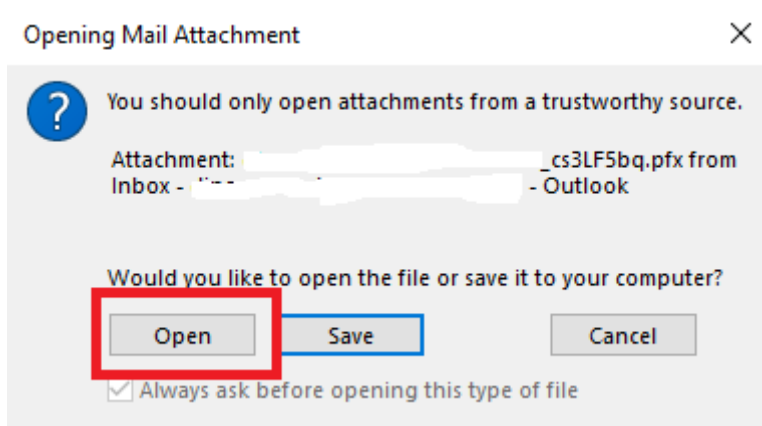 Opening Mail Attachment
You should only open attachments from a trustworthy source.
Attachment: _cs3LF5bq.pfx from
Inbox - - Outlook
Would you like to open the file or save it to your computer?
Open Save Cancel
Always ask before opening this type of file